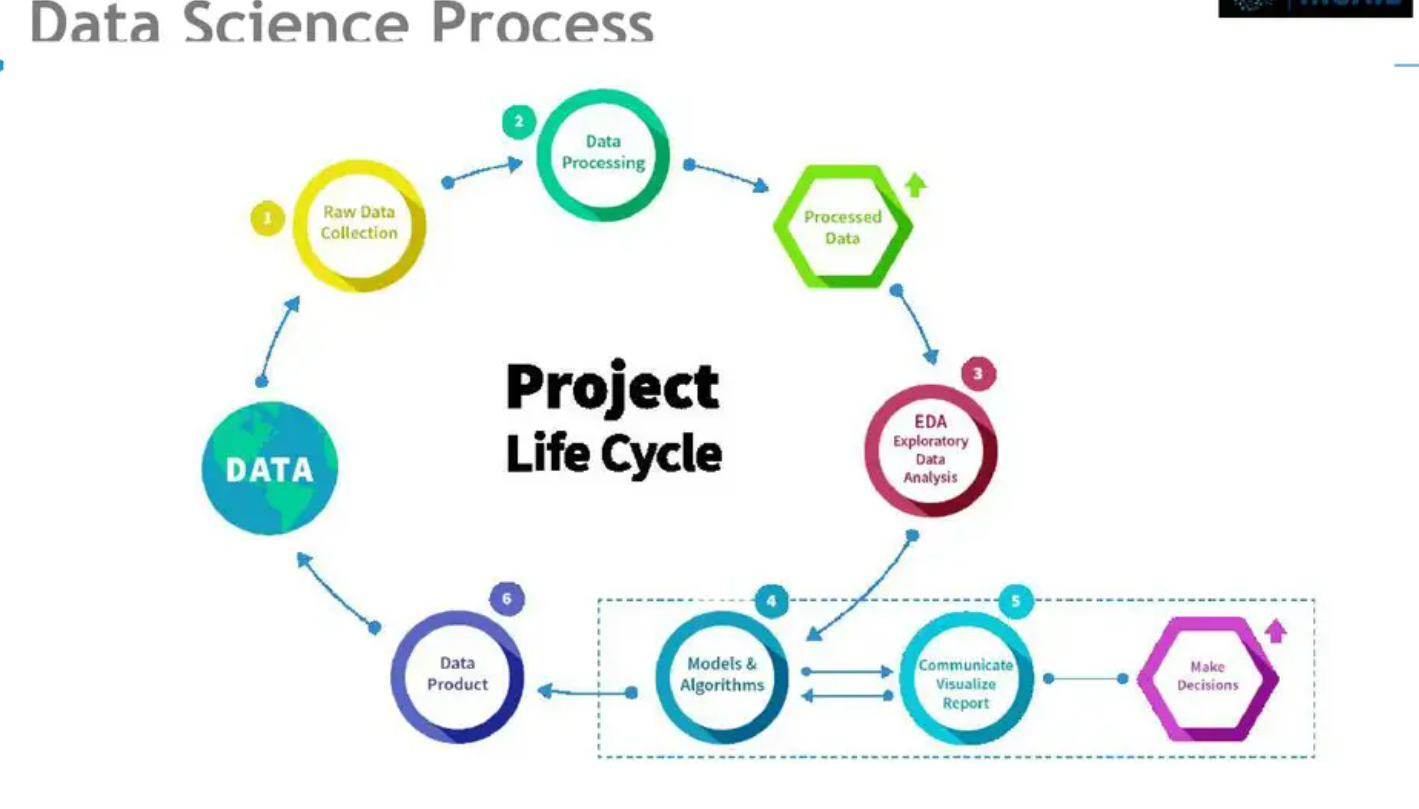 Data Science Process
2
Data
Processing
1
Raw Data
Collection
Processed
Data
3
EDA
Exploratory
Data
Analysis
Project
Life Cycle
DATA
6
Data
Product
4
Models &
Algorithms
5
Communicate
Visualize
Report
Make
Decisions